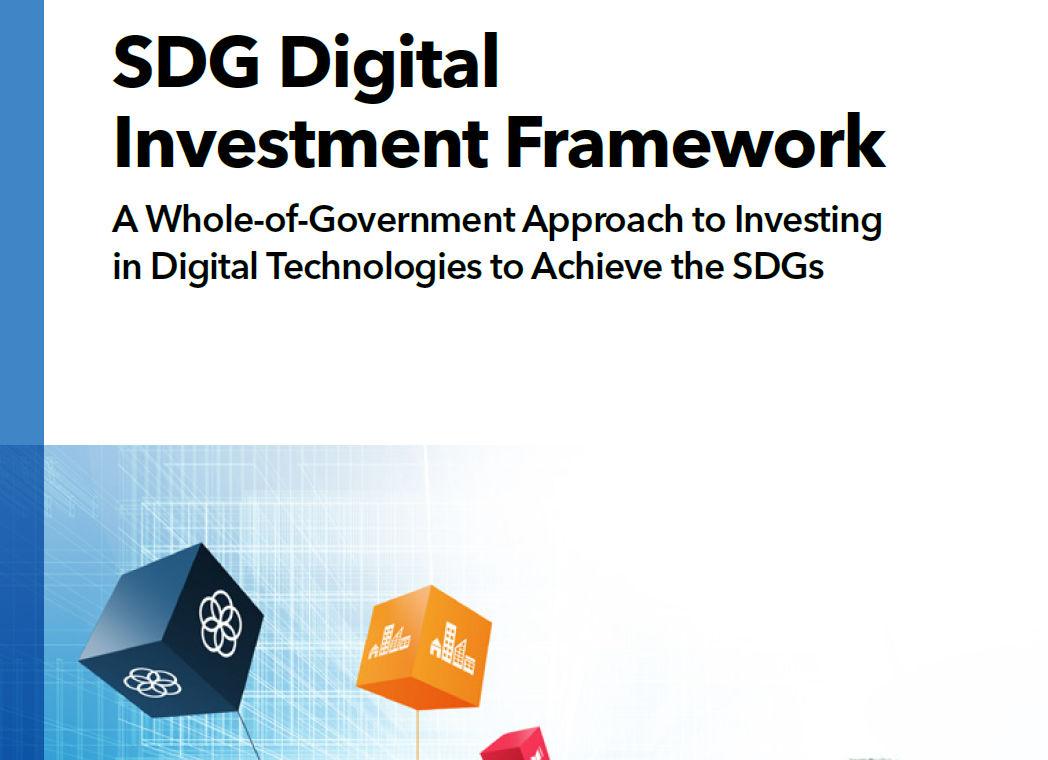 SDG Digital
Investment Framework
A Whole-of-Government Approach to Investing
in Digital Technologies to Achieve the SDGs